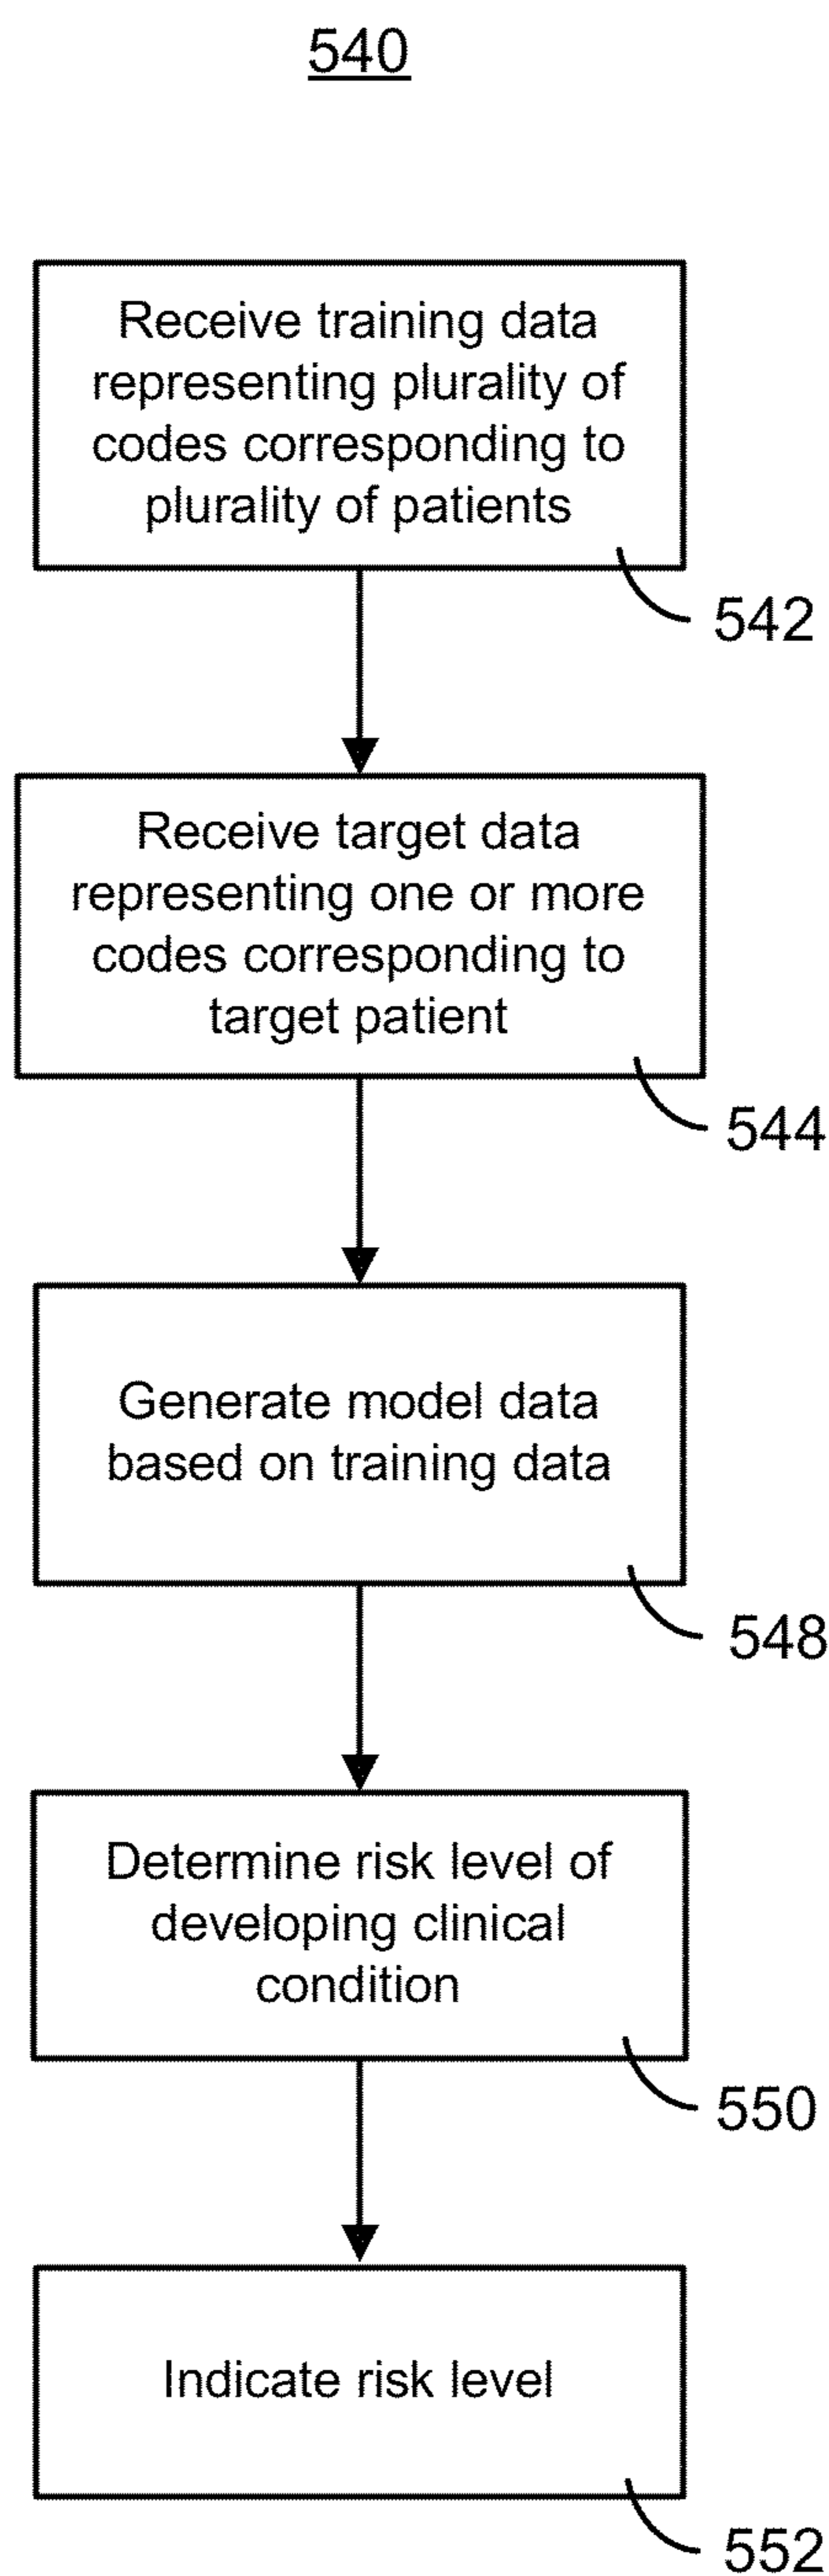 540
Receive training data
representing plurality of
codes corresponding to
plurality of patients
542
Receive target data
representing one or more
codes corresponding to
target patient
544
Generate model data
based on training data
548
Determine risk level of
developing clinical
condition
550
Indicate risk level
552